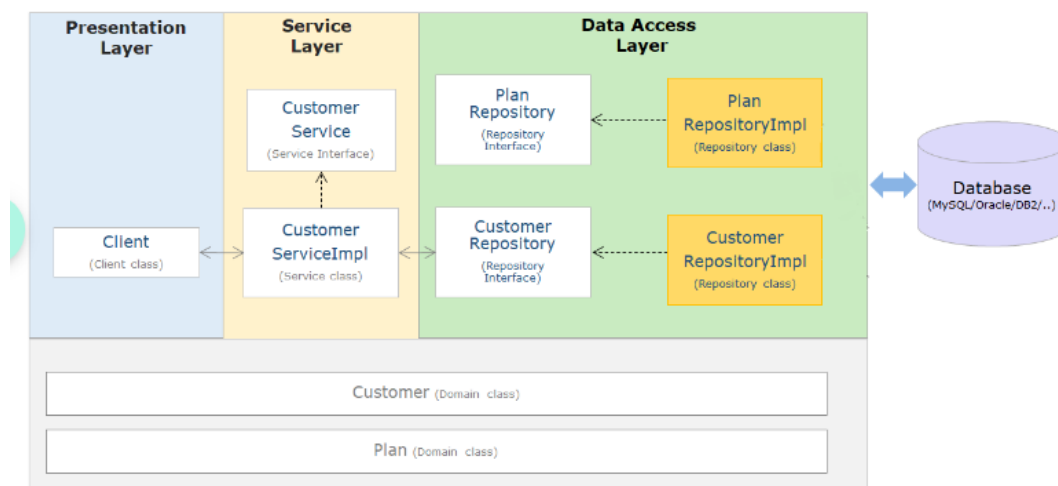 Presentation
Layer
Service
Layer
Data Access
Layer
Customer
Service
(Service Interface)
Plan
Repository
(Repository
Interface)
Plan
RepositoryImpl
(Repository class)
Client
(Client class)
Customer
ServiceImpl
(Service class)
Customer
Repository
(Repository
Interface)
Customer
RepositoryImpl
(Repository class)
Database
(MySQL/Oracle/DB2/..)
Customer (Domain class)
Plan (Domain class)